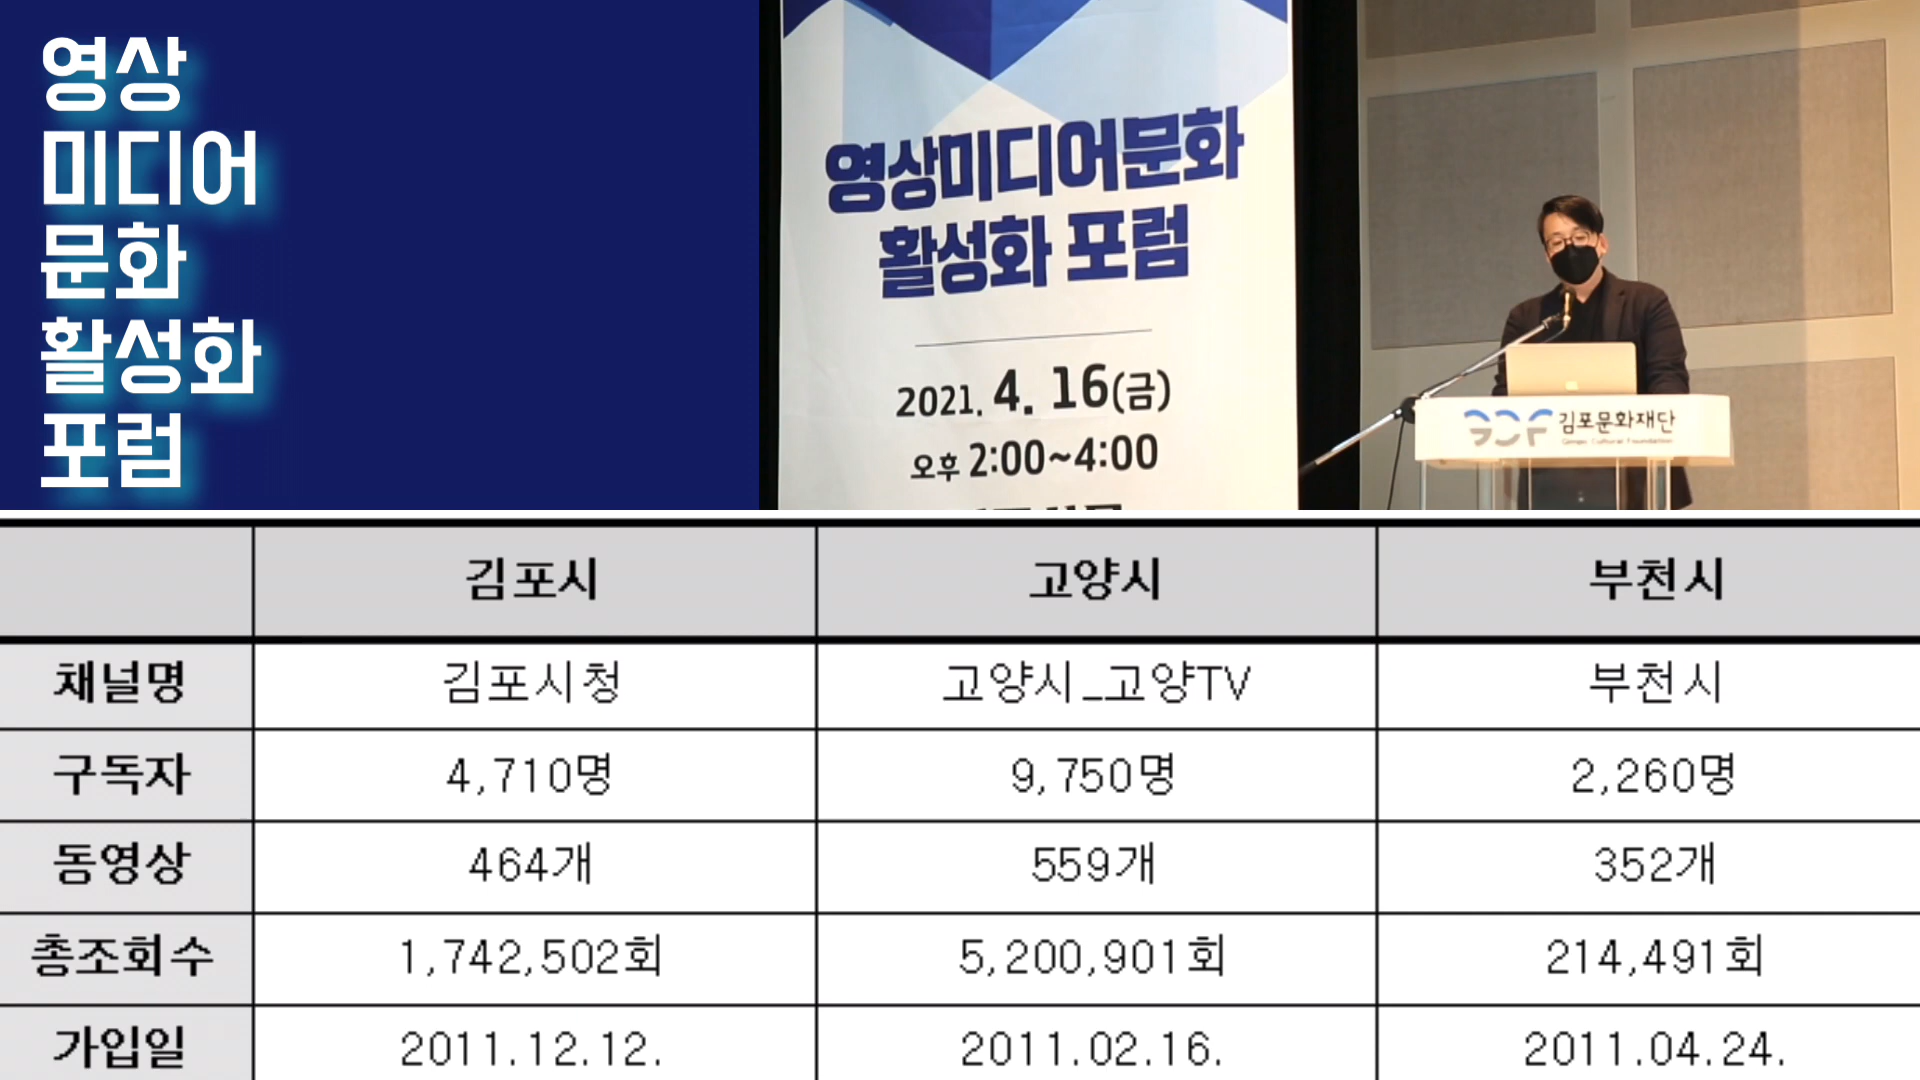 영상
미디어
문화
활성화
포럼
영상미디어문화
활성화 포럼
2021. 4. 16(금)
오후 2:00~4:00
김포문화재단
Gimpo Cultural Foundation
김포시 고양시 부천시
채널명 김포시청 고양시_고양TV 부천시
구독자 4,710명 9,750명 2,260명
동영상 464개 559개 352개
총조회수 1,742,502회 5,200,901회 214,491회
가입일 2011.12.12. 2011.02.16. 2011.04.24.